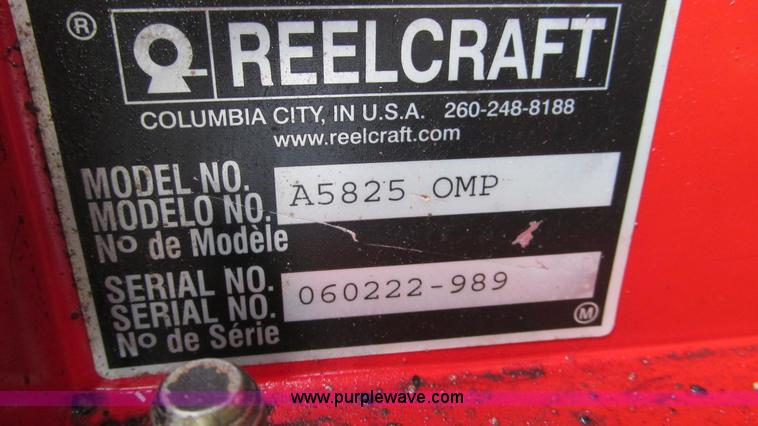 ® REELCRAFT
COLUMBIA CITY, IN U.S.A. 260-248-8188
www.reelcraft.com
MODEL NO. A5825 OMP
MODELO NO.
Nº de Modèle
SERIAL NO. 060222-989
SERIAL NO.
Nº de Série
M
www.purplewave.com